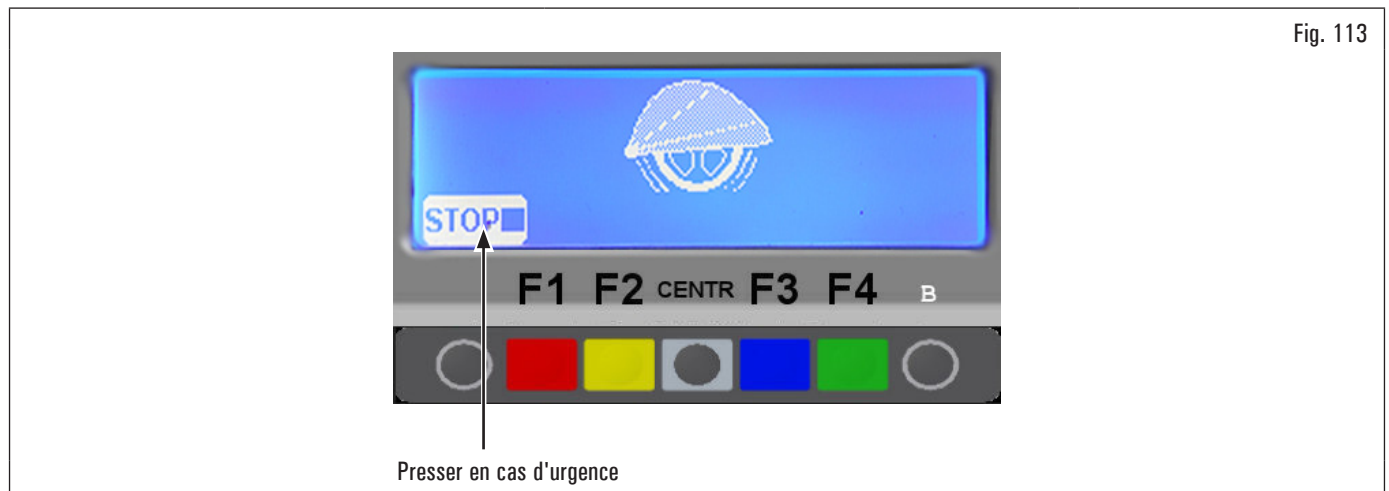 Fig. 113
STOP
F1 F2 CENTR F3 F4 B
Presser en cas d'urgence